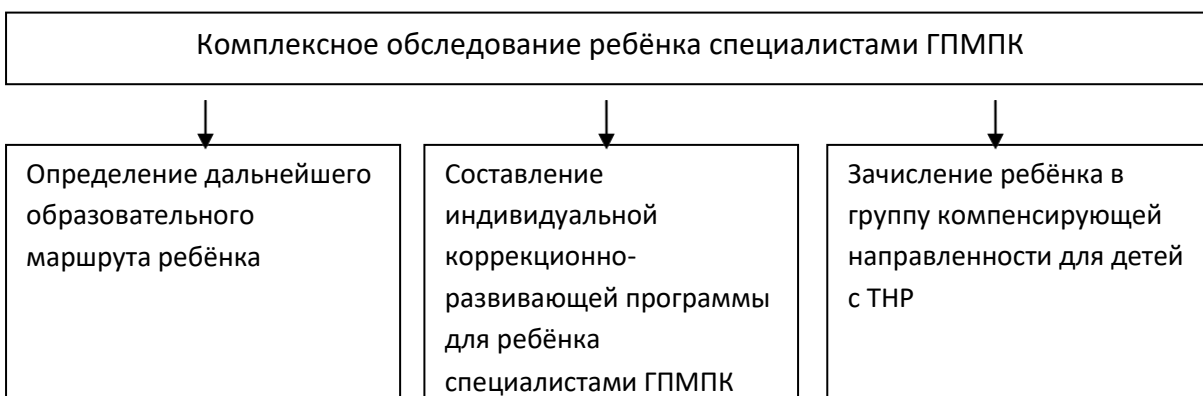 Комплексное обследование ребёнка специалистами ГПМПК
Определение дальнейшего
образовательного
маршрута ребёнка
Составление
индивидуальной
коррекционно-
развивающей программы
для ребёнка
специалистами ГПМПК
Зачисление ребёнка в
группу компенсирующей
направленности для детей
с ТНР